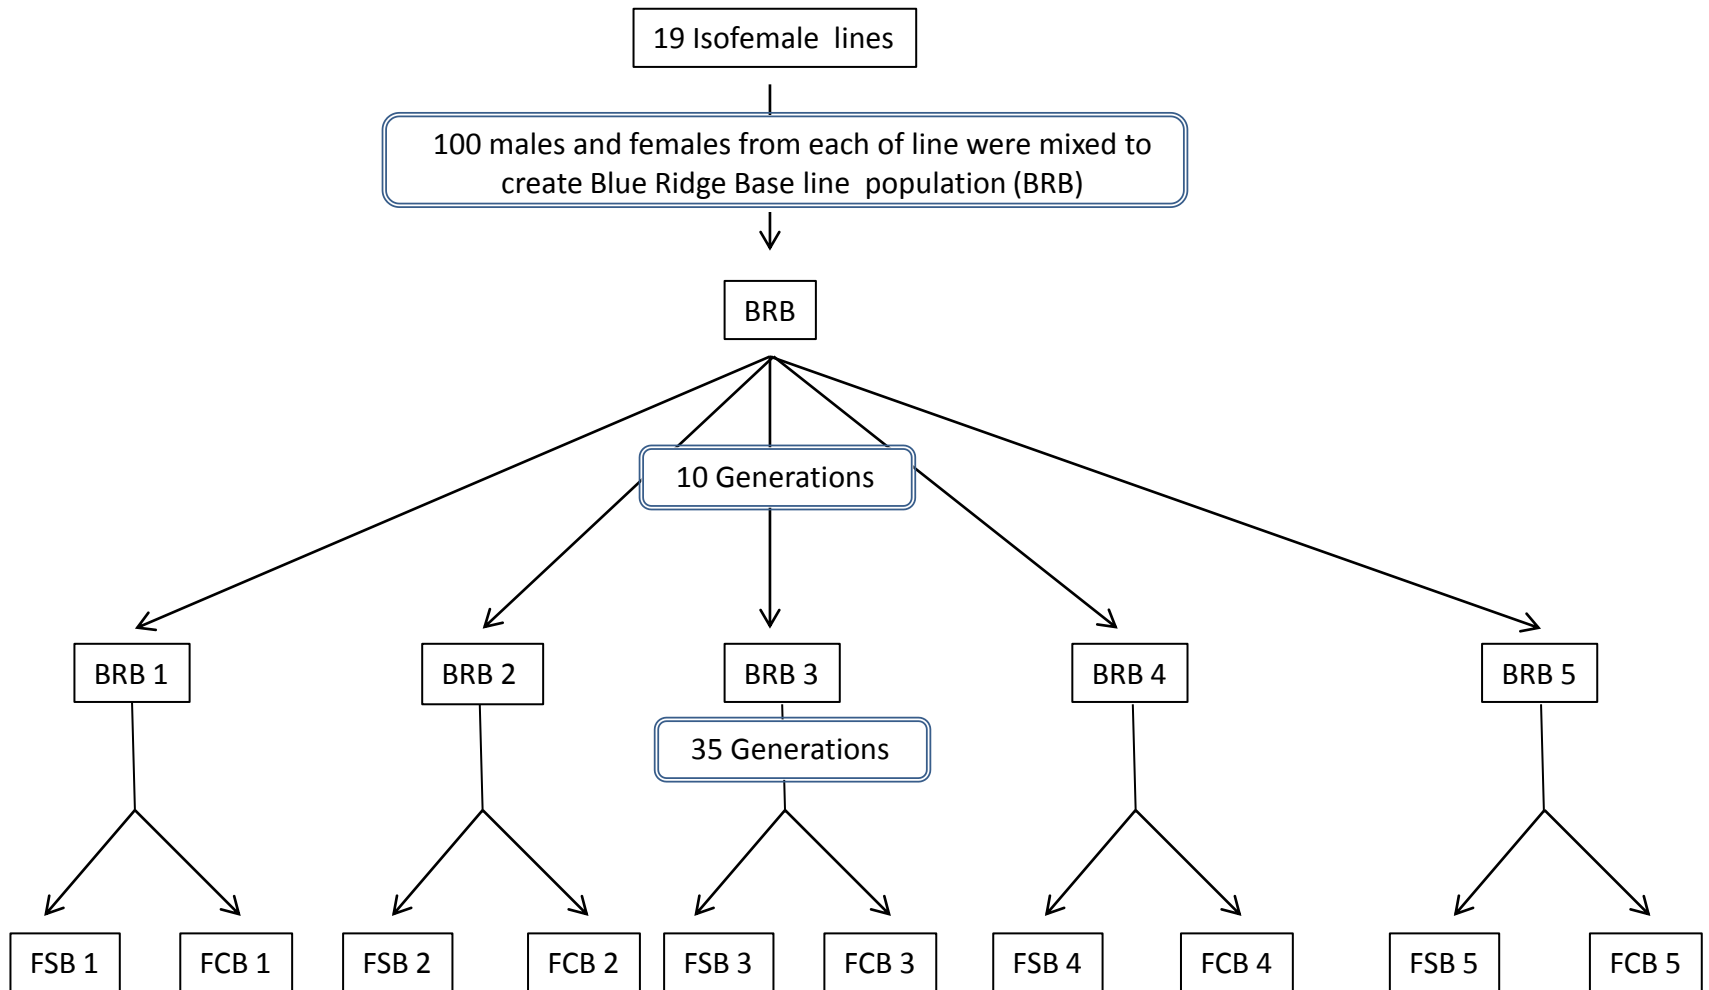 19 Isofemale lines
100 males and females from each of line were mixed to
create Blue Ridge Base line population (BRB)
BRB
10 Generations
BRB 1
BRB 2
BRB 3
BRB 4
BRB 5
35 Generations
FSB 1
FCB 1
FSB 2
FCB 2
FSB 3
FCB 3
FSB 4
FCB 4
FSB 5
FCB 5